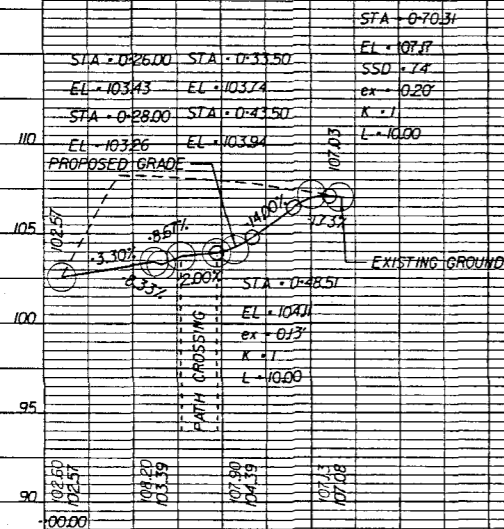 STA = 0+70.31
EL = 107.17
SSD = 74'
ex = 0.20'
K = 1
L = 10.00
STA = 0+26.00 STA = 0+33.50
EL = 103.43 EL = 103.74
STA = 0+28.00 STA = 0+43.50
EL = 103.26 EL = 103.94
110
PROPOSED GRADE
107.03
102.57
105
-3.30%
-8.67%
-8.33%
2.00%
14.00%
-17.37
EXISTING GROUND
STA = 0+48.51
EL = 104.11
ex = 0.13'
K = 1
L = 10.00
PATH CROSSING
100
95
90
102.60
102.57
108.20
103.39
107.90
104.39
107.13
107.08
-00.00